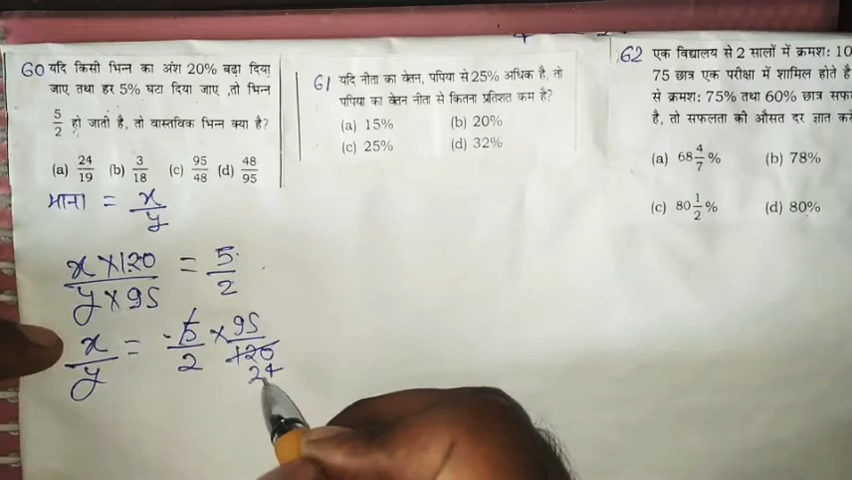 60 यदि किसी भिन्न का अंश 20% बढ़ा दिया
जाए तथा हर 5% घटा दिया जाए ,तो भिन्न
5/2 हो जाती है, तो वास्तविक भिन्न क्या है?
(a) 24/19 (b) 3/18 (c) 95/48 (d) 48/95
माना = x/y
x×120/y×95 = 5/2
x/y = 5/2 × 95/120
24
61 यदि नीता का वेतन, पपिया से 25% अधिक है, तो
पपिया का वेतन नीता से कितना प्रतिशत कम है?
(a) 15% (b) 20%
(c) 25% (d) 32%
62 एक विद्यालय से 2 सालों में क्रमश: 10
75 छात्र एक परीक्षा में शामिल होते है
से क्रमश: 75% तथा 60% छात्र सफ
है, तो सफलता की औसत दर ज्ञात कर
(a) 68 4/7 % (b) 78%
(c) 80 1/2 % (d) 80%